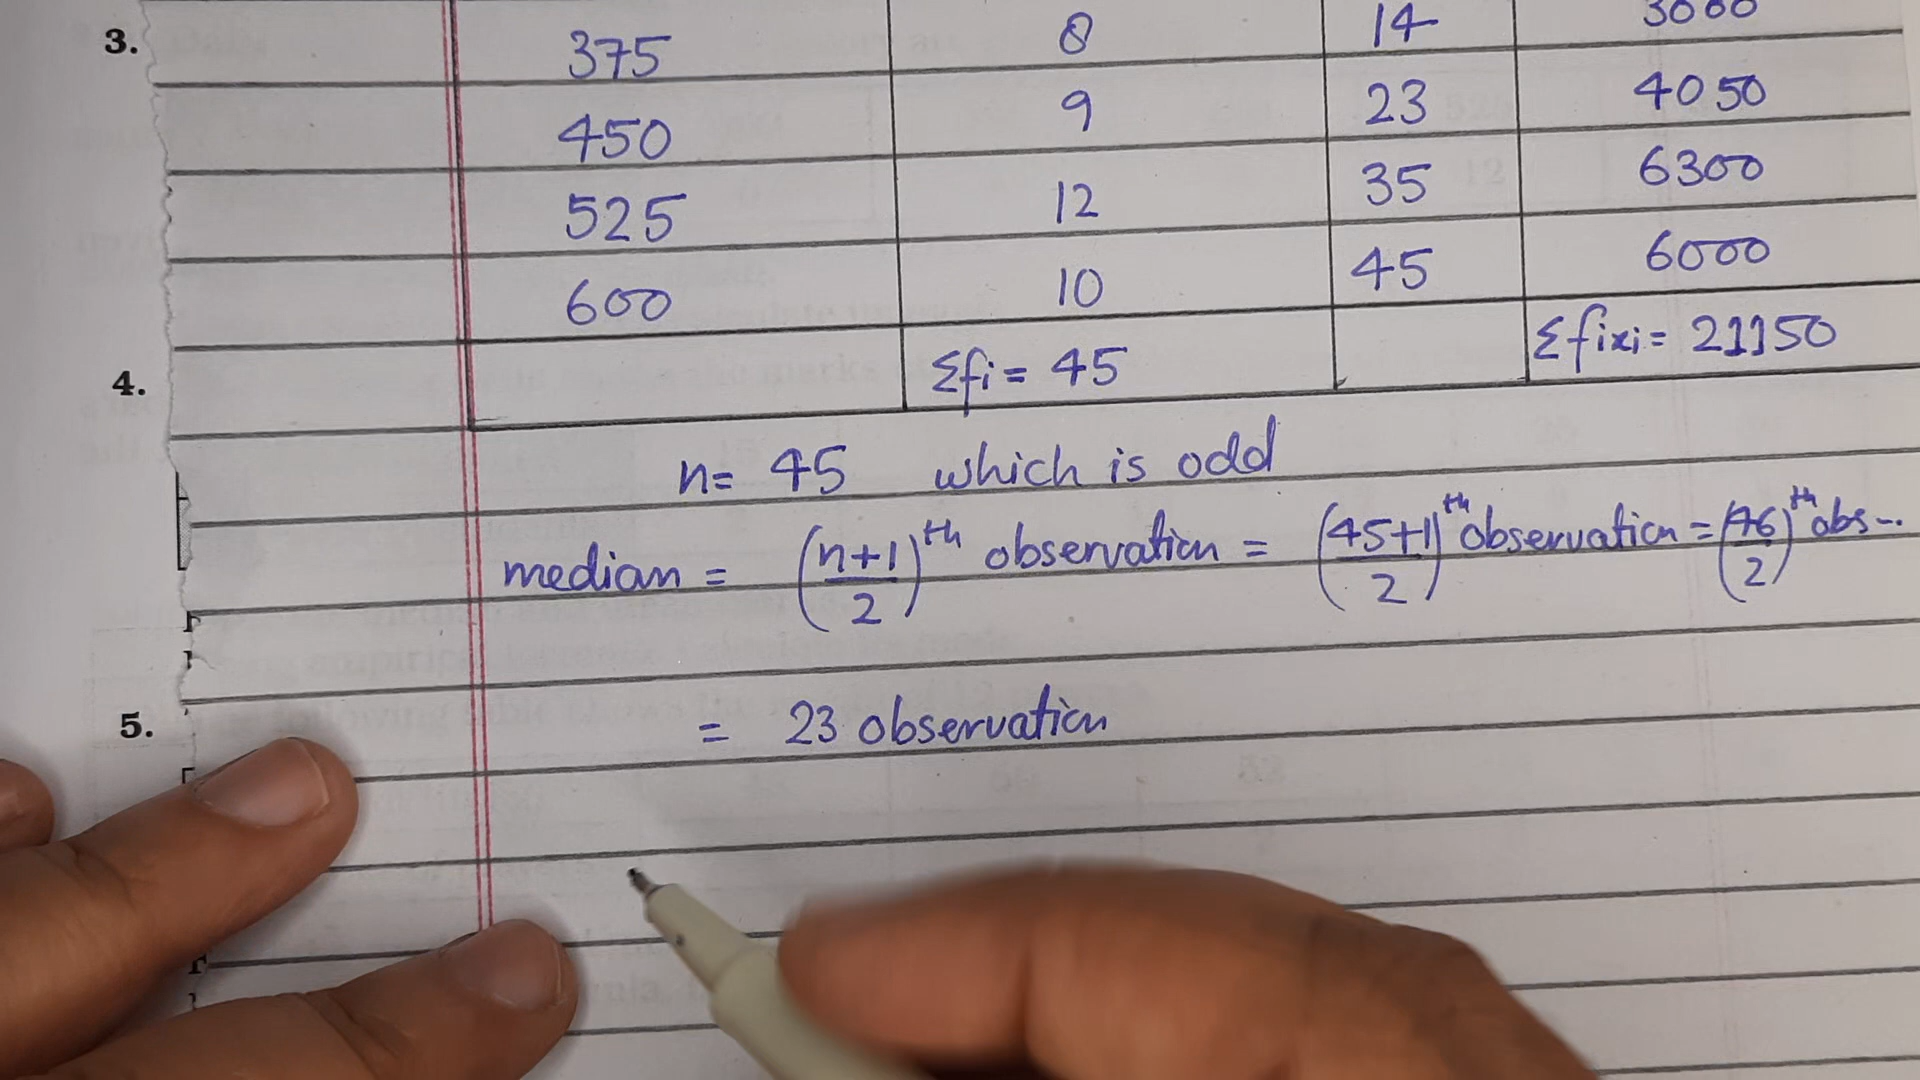 3. 375 8 14 3000
450 9 23 4050
525 12 35 6300
600 10 45 6000
4. Σfi = 45 Σfixi = 21150
n= 45 which is odd
median = (n+1/2)th observation = (45+1/2)th observation = (46/2)th obs-..
5. = 23 observation